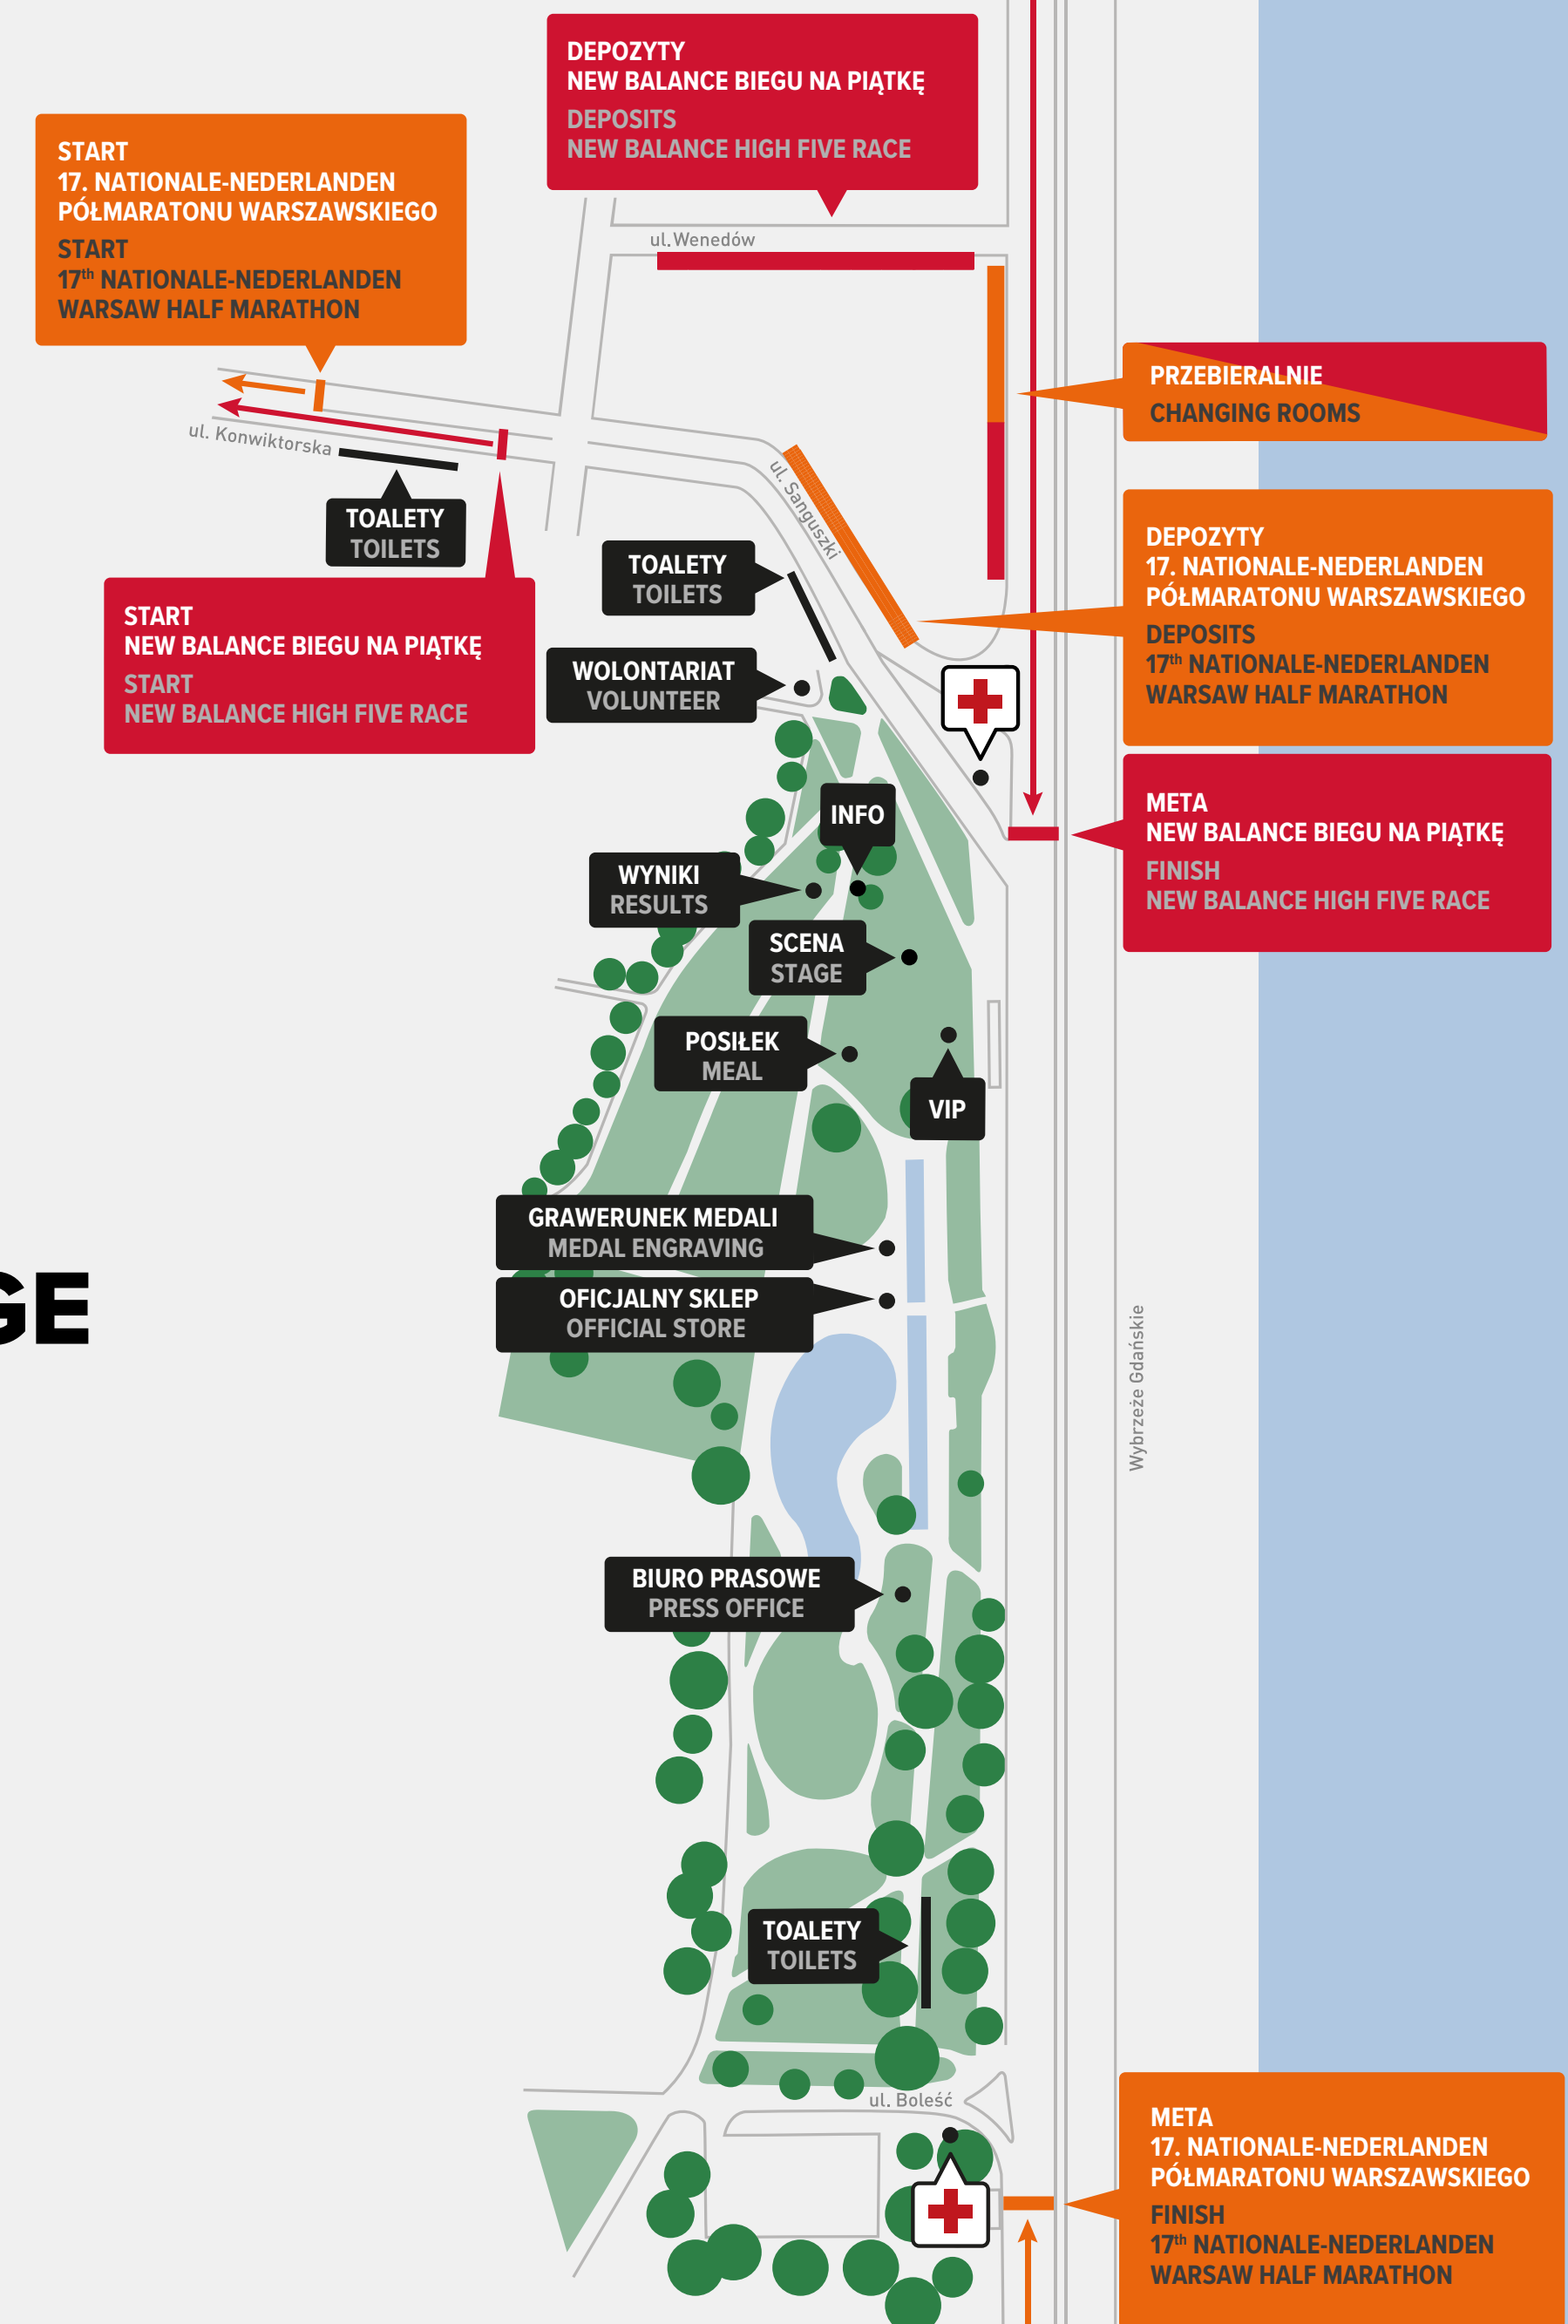 DEPOZYTY
NEW BALANCE BIEGU NA PIĄTKĘ
DEPOSITS
NEW BALANCE HIGH FIVE RACE
START
17. NATIONALE-NEDERLANDEN
PÓŁMARATONU WARSZAWSKIEGO
START
17th NATIONALE-NEDERLANDEN
WARSAW HALF MARATHON
ul. Wenedów
PRZEBIERALNIE
CHANGING ROOMS
ul. Konwiktorska
ul. Sanguszki
TOALETY
TOILETS
DEPOZYTY
17. NATIONALE-NEDERLANDEN
PÓŁMARATONU WARSZAWSKIEGO
DEPOSITS
17th NATIONALE-NEDERLANDEN
WARSAW HALF MARATHON
TOALETY
TOILETS
START
NEW BALANCE BIEGU NA PIĄTKĘ
START
NEW BALANCE HIGH FIVE RACE
WOLONTARIAT
VOLUNTEER
META
NEW BALANCE BIEGU NA PIĄTKĘ
FINISH
NEW BALANCE HIGH FIVE RACE
INFO
WYNIKI
RESULTS
SCENA
STAGE
POSIŁEK
MEAL
VIP
GRAWERUNEK MEDALI
MEDAL ENGRAVING
OFICJALNY SKLEP
OFFICIAL STORE
GE
Wybrzeże Gdańskie
BIURO PRASOWE
PRESS OFFICE
TOALETY
TOILETS
ul. Boleść
META
17. NATIONALE-NEDERLANDEN
PÓŁMARATONU WARSZAWSKIEGO
FINISH
17th NATIONALE-NEDERLANDEN
WARSAW HALF MARATHON